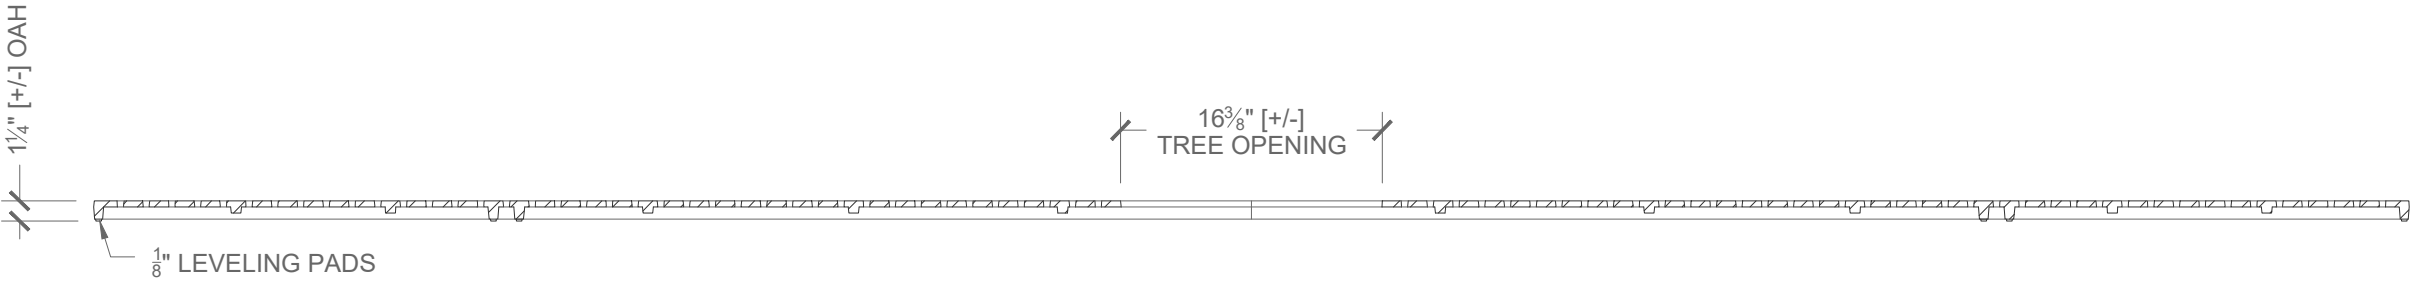 1¼" [+/-] OAH
16⅜" [+/-]
TREE OPENING
⅛" LEVELING PADS